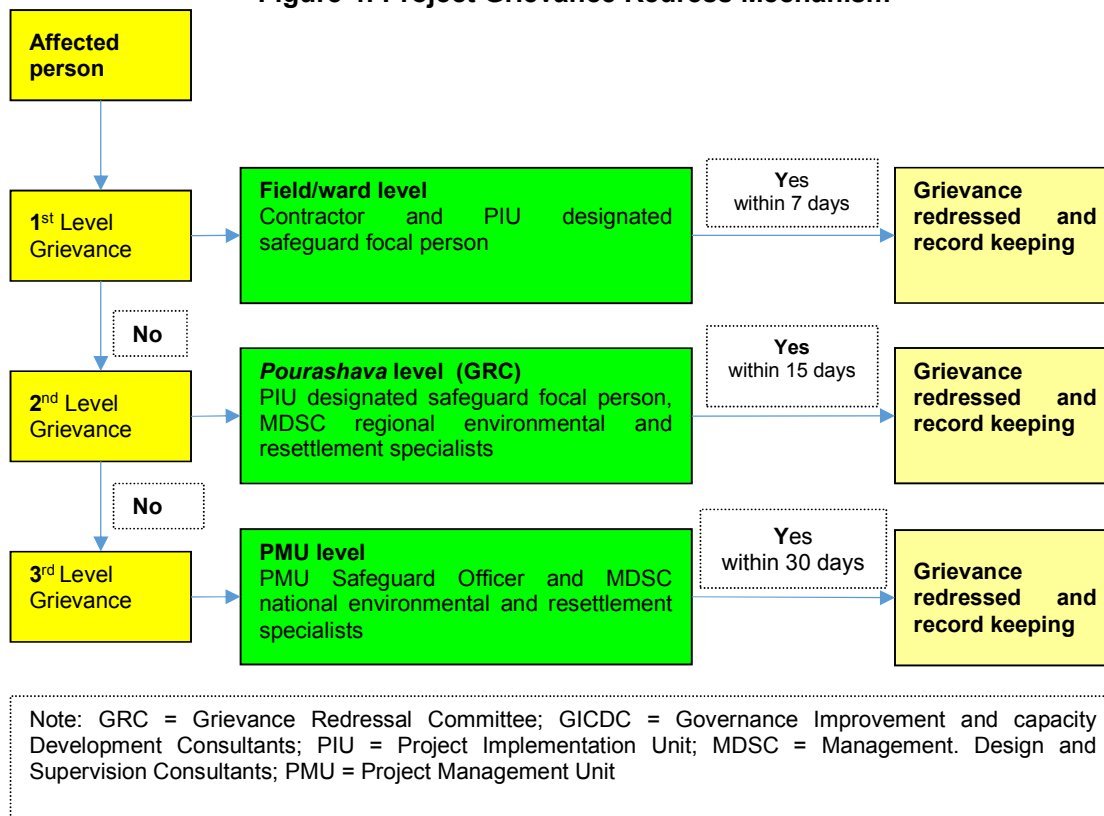 Affected
person
1st Level
Grievance
Field/ward level
Contractor and PIU designated
safeguard focal person
Yes
within 7 days
Grievance
redressed and
record keeping
No
2nd Level
Grievance
Pourashava level (GRC)
PIU designated safeguard focal person,
MDSC regional environmental and
resettlement specialists
Yes
within 15 days
Grievance
redressed and
record keeping
No
3rd Level
Grievance
PMU level
PMU Safeguard Officer and MDSC
national environmental and resettlement
specialists
Yes
within 30 days
Grievance
redressed and
record keeping
Note: GRC = Grievance Redressal Committee; GICDC = Governance Improvement and capacity
Development Consultants; PIU = Project Implementation Unit; MDSC = Management. Design and
Supervision Consultants; PMU = Project Management Unit